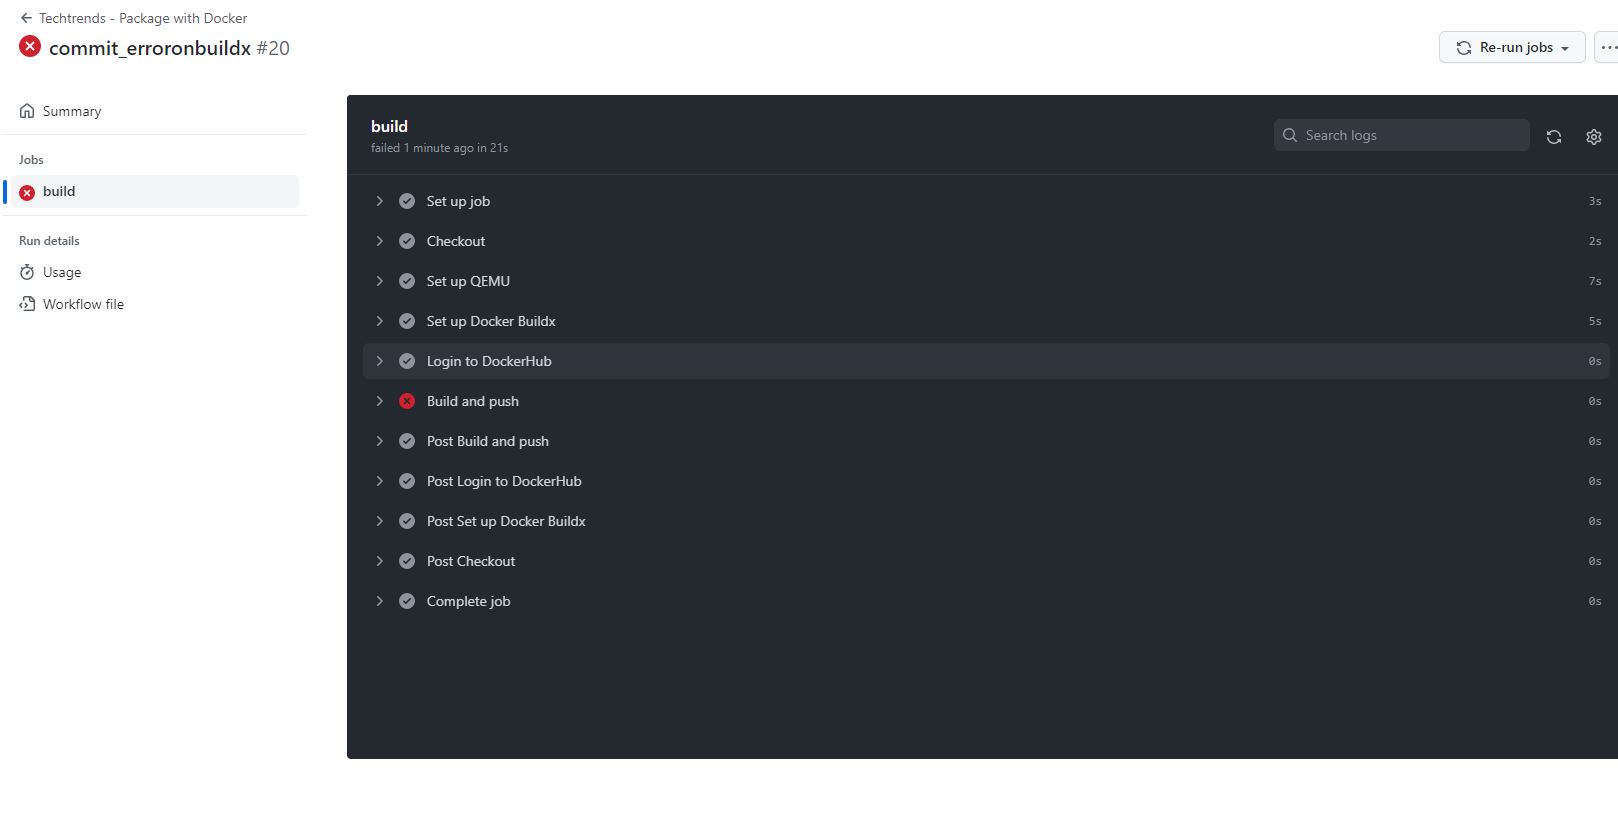 Techtrends - Package with Docker
commit_erroronbuildx #20
Re-run jobs
Summary
Jobs
build
Run details
Usage
Workflow file
build
failed 1 minute ago in 21s
Search logs
Set up job 3s
Checkout 2s
Set up QEMU 7s
Set up Docker Buildx 5s
Login to DockerHub 0s
Build and push 0s
Post Build and push 0s
Post Login to DockerHub 0s
Post Set up Docker Buildx 0s
Post Checkout 0s
Complete job 0s